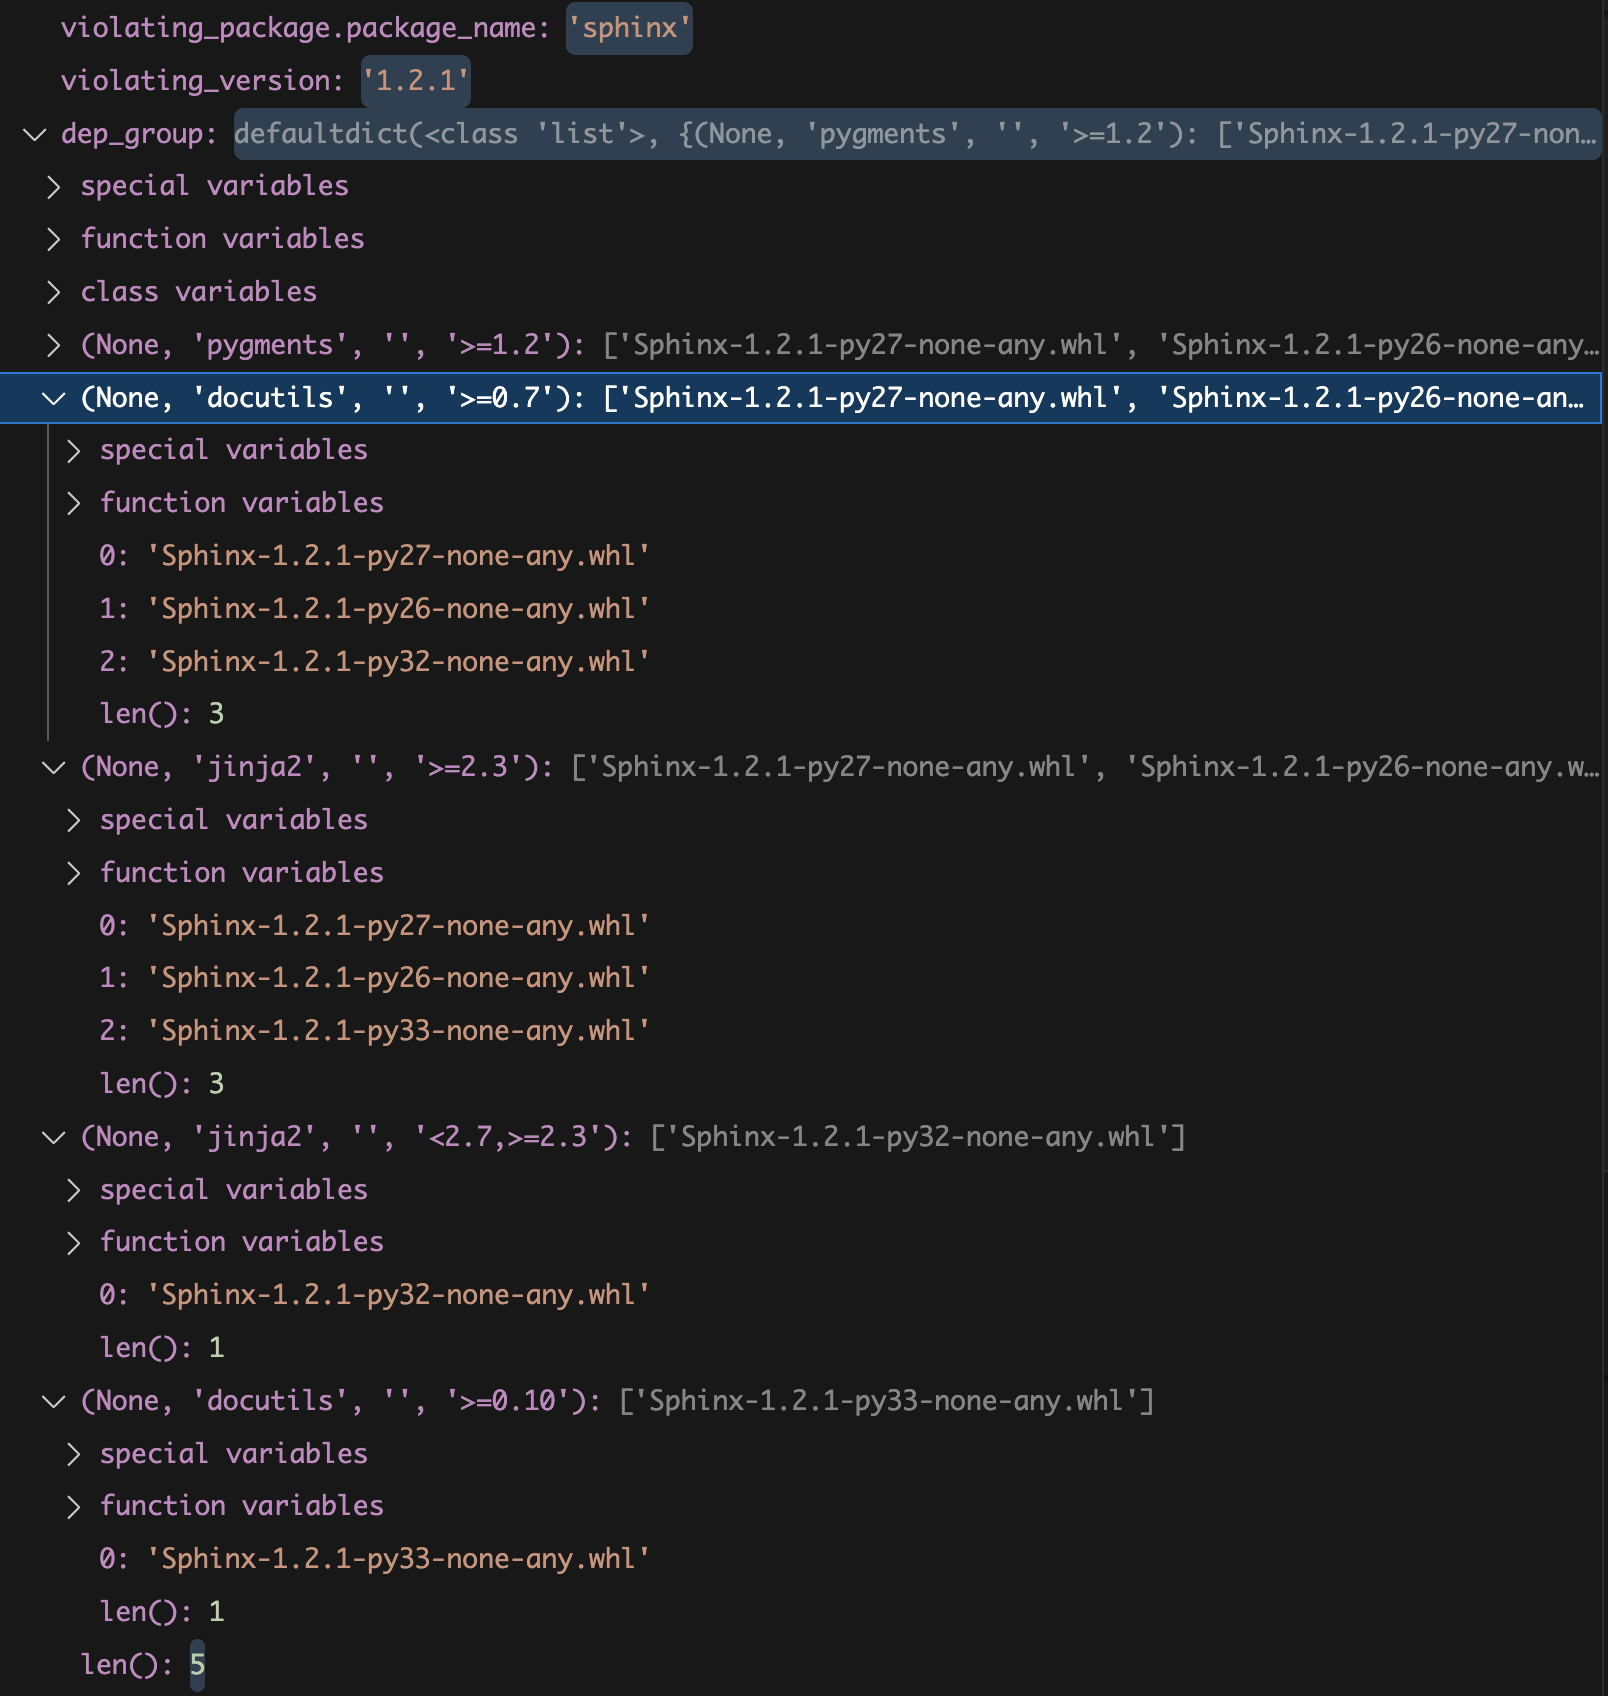 violating_package.package_name: 'sphinx'
violating_version: '1.2.1'
dep_group: defaultdict(<class 'list'>, {(None, 'pygments', '', '>=1.2'): ['Sphinx-1.2.1-py27-non…
special variables
function variables
class variables
(None, 'pygments', '', '>=1.2'): ['Sphinx-1.2.1-py27-none-any.whl', 'Sphinx-1.2.1-py26-none-any…
(None, 'docutils', '', '>=0.7'): ['Sphinx-1.2.1-py27-none-any.whl', 'Sphinx-1.2.1-py26-none-an…
special variables
function variables
0: 'Sphinx-1.2.1-py27-none-any.whl'
1: 'Sphinx-1.2.1-py26-none-any.whl'
2: 'Sphinx-1.2.1-py32-none-any.whl'
len(): 3
(None, 'jinja2', '', '>=2.3'): ['Sphinx-1.2.1-py27-none-any.whl', 'Sphinx-1.2.1-py26-none-any.w…
special variables
function variables
0: 'Sphinx-1.2.1-py27-none-any.whl'
1: 'Sphinx-1.2.1-py26-none-any.whl'
2: 'Sphinx-1.2.1-py33-none-any.whl'
len(): 3
(None, 'jinja2', '', '<2.7,>=2.3'): ['Sphinx-1.2.1-py32-none-any.whl']
special variables
function variables
0: 'Sphinx-1.2.1-py32-none-any.whl'
len(): 1
(None, 'docutils', '', '>=0.10'): ['Sphinx-1.2.1-py33-none-any.whl']
special variables
function variables
0: 'Sphinx-1.2.1-py33-none-any.whl'
len(): 1
len(): 5